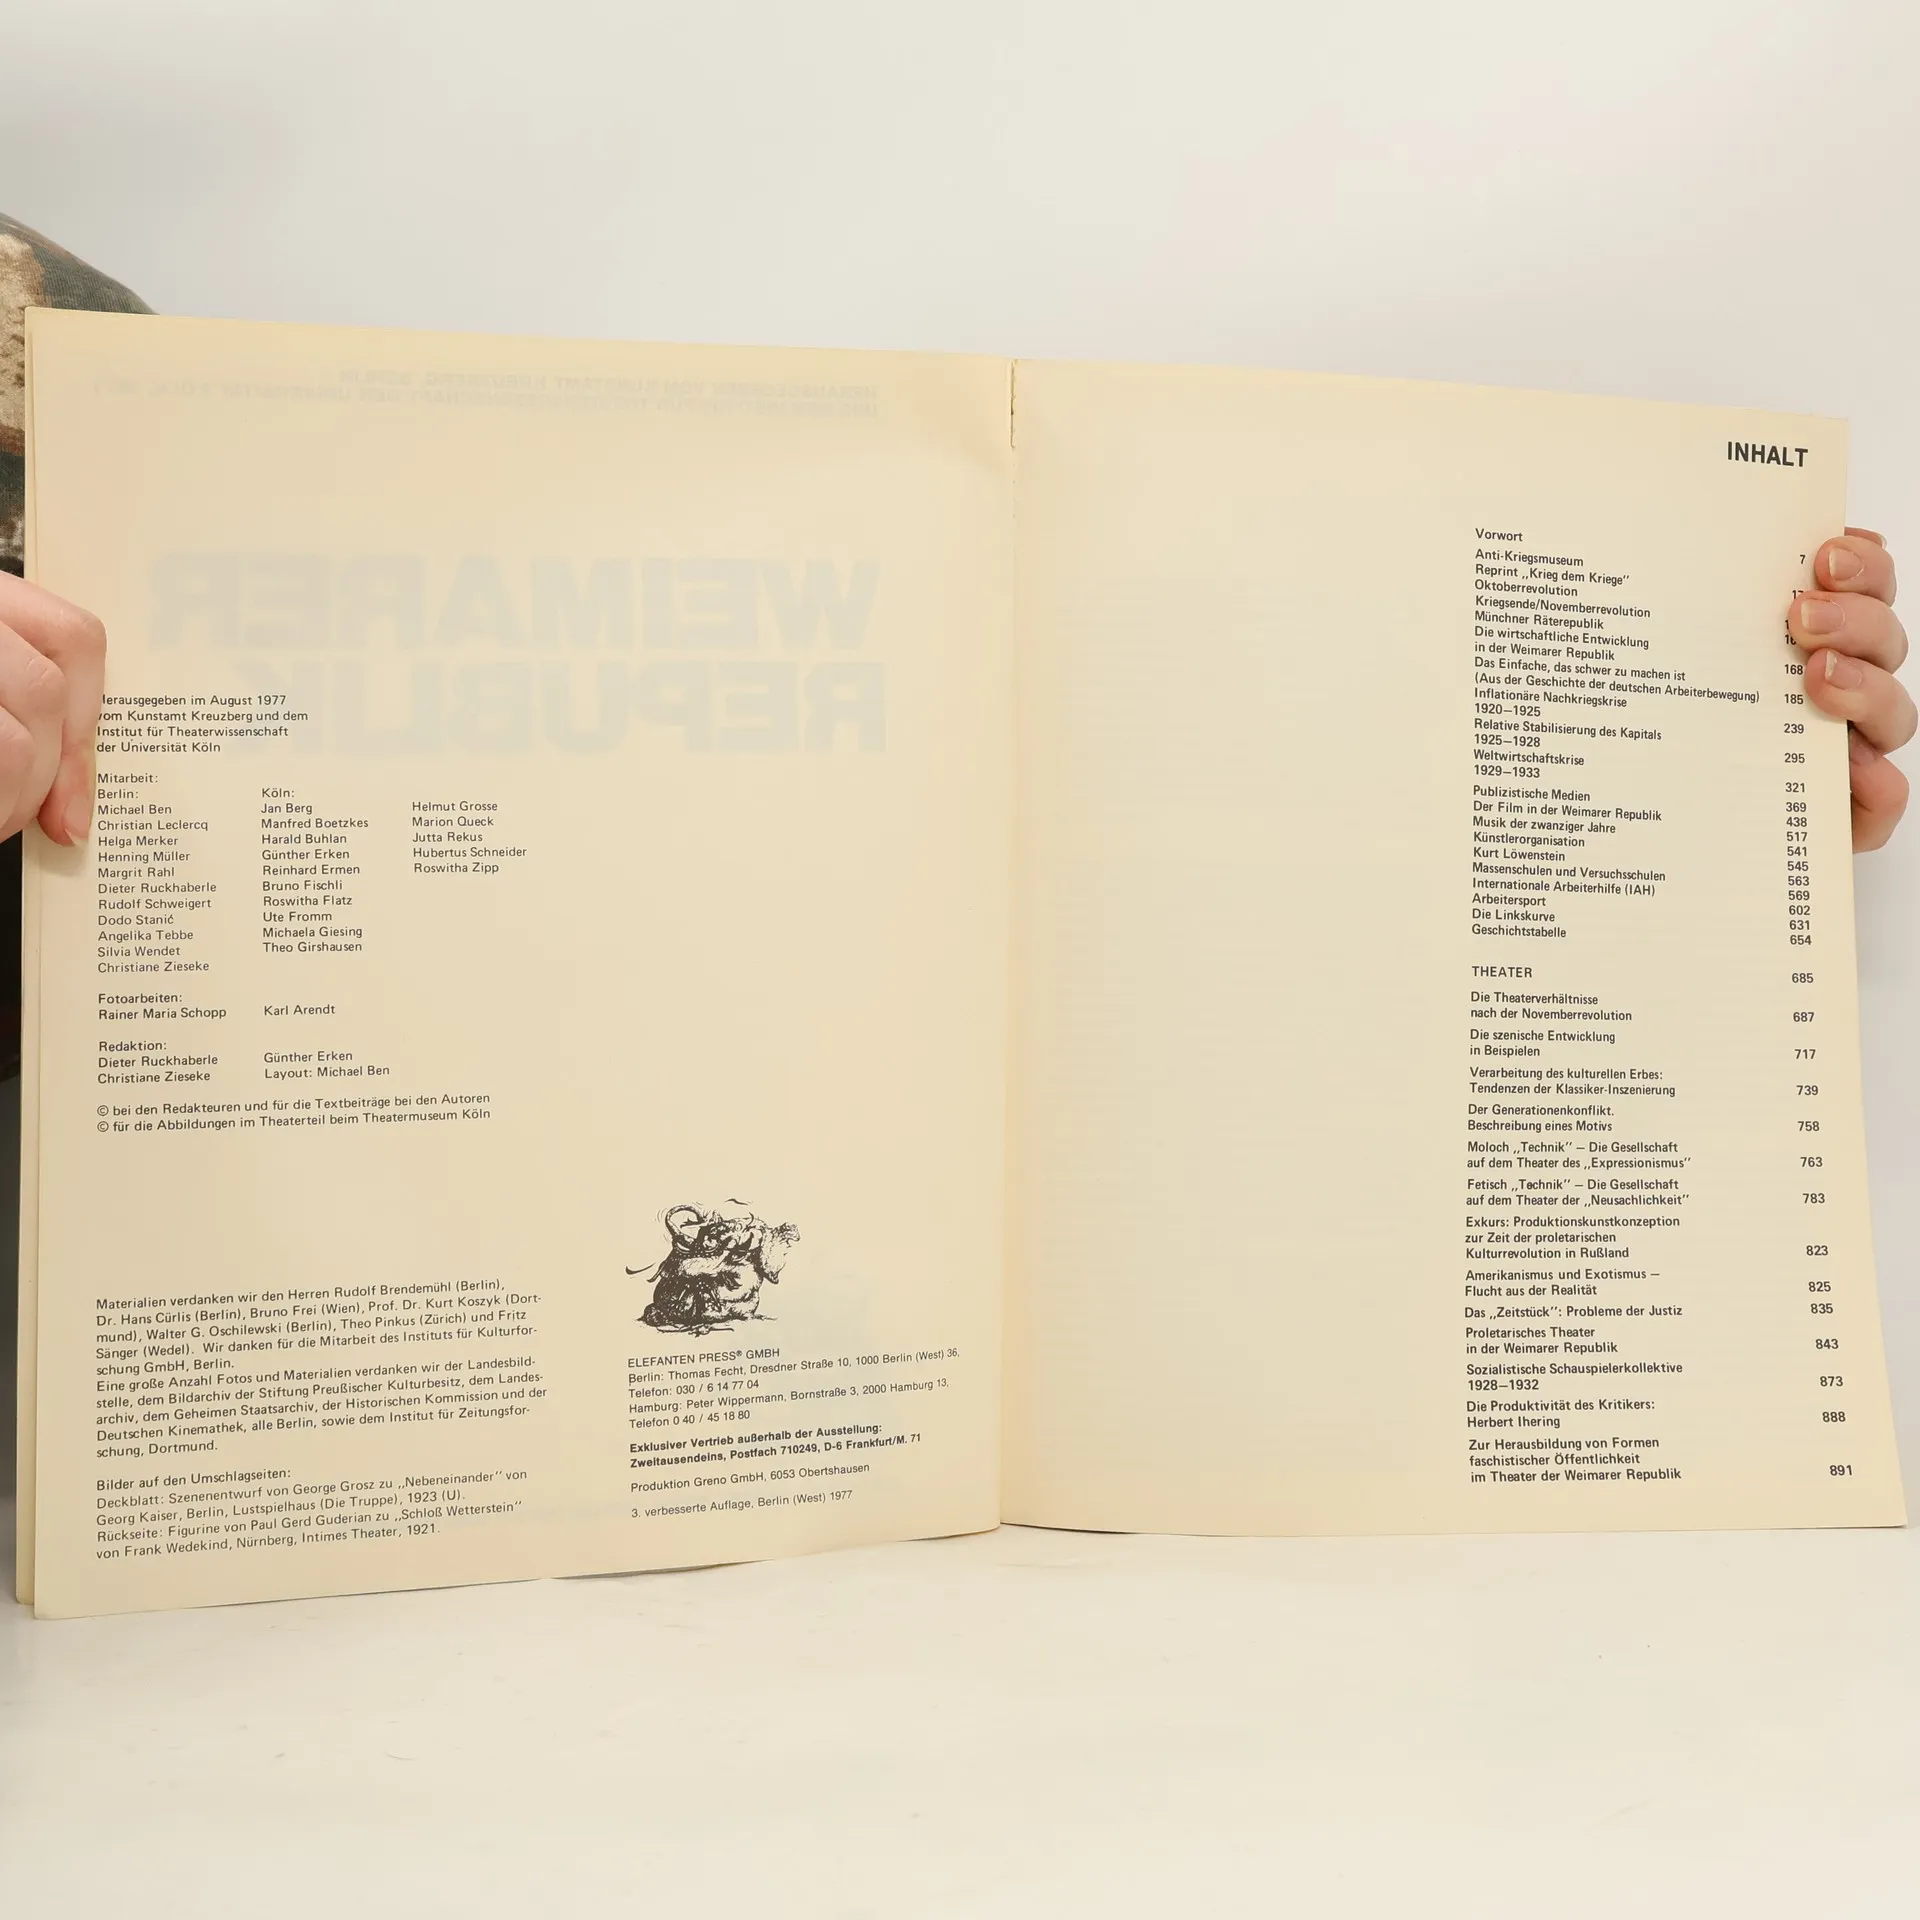 WEIMARER
REPUBLIK
Herausgegeben im August 1977
vom Kunstamt Kreuzberg und dem
Institut für Theaterwissenschaft
der Universität Köln
Mitarbeit:
Berlin:
Michael Ben
Christian Leclercq
Helga Merker
Henning Müller
Margrit Rahl
Dieter Ruckhaberle
Rudolf Schweigert
Dodo Stanić
Angelika Tebbe
Silvia Wendet
Christiane Zieseke
Köln:
Jan Berg
Manfred Boetzkes
Harald Buhlan
Günther Erken
Reinhard Ermen
Bruno Fischli
Roswitha Flatz
Ute Fromm
Michaela Giesing
Theo Girshausen
Helmut Grosse
Marion Queck
Jutta Rekus
Hubertus Schneider
Roswitha Zipp
Fotoarbeiten:
Rainer Maria Schopp Karl Arendt
Redaktion:
Dieter Ruckhaberle Günther Erken
Christiane Zieseke Layout: Michael Ben
© bei den Redakteuren und für die Textbeiträge bei den Autoren
© für die Abbildungen im Theaterteil beim Theatermuseum Köln
Materialien verdanken wir den Herren Rudolf Brendemühl (Berlin),
Dr. Hans Cürlis (Berlin), Bruno Frei (Wien), Prof. Dr. Kurt Koszyk (Dort-
mund), Walter G. Oschilewski (Berlin), Theo Pinkus (Zürich) und Fritz
Sänger (Wedel). Wir danken für die Mitarbeit des Instituts für Kulturfor-
schung GmbH, Berlin.
Eine große Anzahl Fotos und Materialien verdanken wir der Landesbild-
stelle, dem Bildarchiv der Stiftung Preußischer Kulturbesitz, dem Landes-
archiv, dem Geheimen Staatsarchiv, der Historischen Kommission und der
Deutschen Kinemathek, alle Berlin, sowie dem Institut für Zeitungsfor-
schung, Dortmund.
Bilder auf den Umschlagseiten:
Deckblatt: Szenenentwurf von George Grosz zu „Nebeneinander" von
Georg Kaiser, Berlin, Lustspielhaus (Die Truppe), 1923 (U).
Rückseite: Figurine von Paul Gerd Guderian zu „Schloß Wetterstein"
von Frank Wedekind, Nürnberg, Intimes Theater, 1921.
ELEFANTEN PRESS® GMBH
Berlin: Thomas Fecht, Dresdner Straße 10, 1000 Berlin (West) 36,
Telefon: 030 / 6 14 77 04
Hamburg: Peter Wippermann, Bornstraße 3, 2000 Hamburg 13,
Telefon 0 40 / 45 18 80
Exklusiver Vertrieb außerhalb der Ausstellung:
Zweitausendeins, Postfach 710249, D-6 Frankfurt/M. 71
Produktion Greno GmbH, 6053 Obertshausen
3. verbesserte Auflage, Berlin (West) 1977
INHALT
Vorwort 7
Anti-Kriegsmuseum
Reprint „Krieg dem Kriege"
Oktoberrevolution
Kriegsende/Novemberrevolution
Münchner Räterepublik
Die wirtschaftliche Entwicklung
in der Weimarer Republik 168
Das Einfache, das schwer zu machen ist
(Aus der Geschichte der deutschen Arbeiterbewegung) 185
Inflationäre Nachkriegskrise
1920–1925 239
Relative Stabilisierung des Kapitals
1925–1928 295
Weltwirtschaftskrise
1929–1933 321
Publizistische Medien 369
Der Film in der Weimarer Republik 438
Musik der zwanziger Jahre 517
Künstlerorganisation 541
Kurt Löwenstein 545
Massenschulen und Versuchsschulen 563
Internationale Arbeiterhilfe (IAH) 569
Arbeitersport 602
Die Linkskurve 631
Geschichtstabelle 654
THEATER 685
Die Theaterverhältnisse
nach der Novemberrevolution 687
Die szenische Entwicklung
in Beispielen 717
Verarbeitung des kulturellen Erbes:
Tendenzen der Klassiker-Inszenierung 739
Der Generationenkonflikt.
Beschreibung eines Motivs 758
Moloch „Technik" – Die Gesellschaft
auf dem Theater des „Expressionismus" 763
Fetisch „Technik" – Die Gesellschaft
auf dem Theater der „Neusachlichkeit" 783
Exkurs: Produktionskunstkonzeption
zur Zeit der proletarischen
Kulturrevolution in Rußland 823
Amerikanismus und Exotismus –
Flucht aus der Realität 825
Das „Zeitstück": Probleme der Justiz 835
Proletarisches Theater
in der Weimarer Republik 843
Sozialistische Schauspielerkollektive
1928–1932 873
Die Produktivität des Kritikers:
Herbert Ihering 888
Zur Herausbildung von Formen
faschistischer Öffentlichkeit
im Theater der Weimarer Republik 891